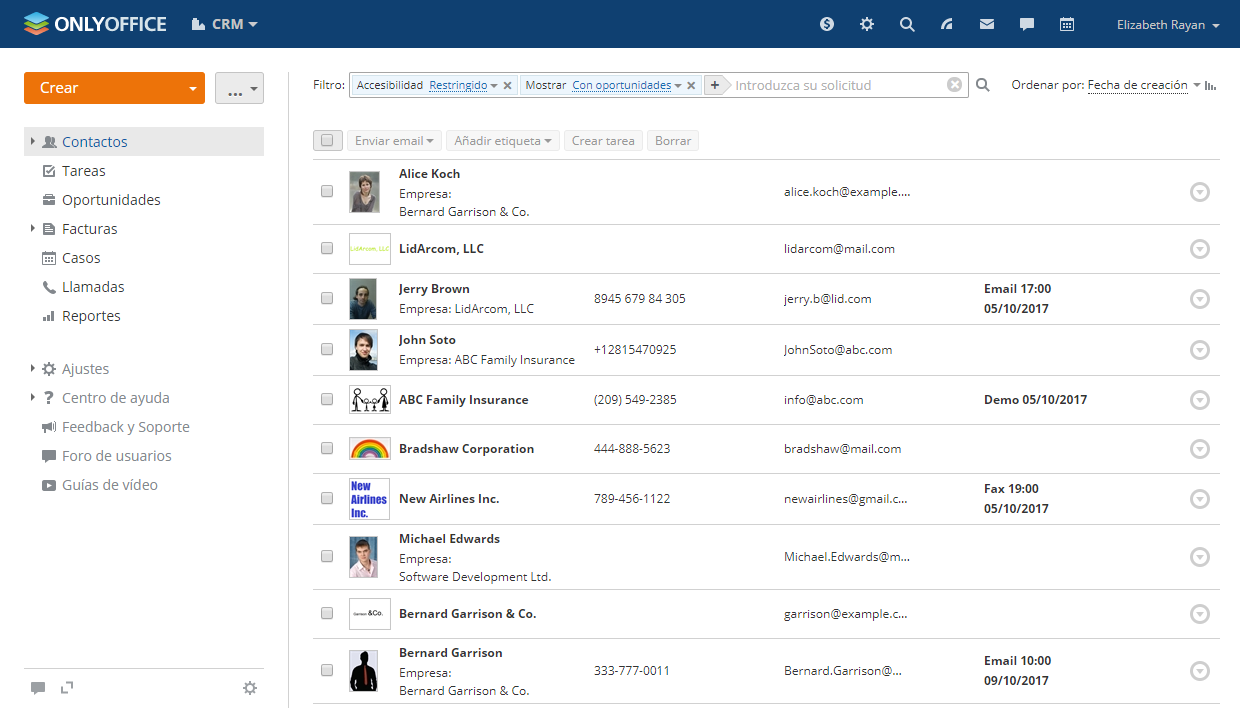 ONLYOFFICE CRM Elizabeth Rayan
Crear ...
Contactos
Tareas
Oportunidades
Facturas
Casos
Llamadas
Reportes
Ajustes
Centro de ayuda
Feedback y Soporte
Foro de usuarios
Guías de vídeo
Filtro: Accesibilidad Restringido Mostrar Con oportunidades + Introduzca su solicitud Ordenar por: Fecha de creación
Enviar email Añadir etiqueta Crear tarea Borrar
Alice Koch
Empresa:
Bernard Garrison & Co.
alice.koch@example....
LidArcom, LLC
LidArcom, LLC lidarcom@mail.com
Jerry Brown
Empresa: LidArcom, LLC
8945 679 84 305 jerry.b@lid.com
Email 17:00
05/10/2017
John Soto
Empresa: ABC Family Insurance
+12815470925 JohnSoto@abc.com
ABC Family Insurance (209) 549-2385 info@abc.com Demo 05/10/2017
Bradshaw Corporation 444-888-5623 bradshaw@mail.com
New
Airlines
Inc.
New Airlines Inc. 789-456-1122 newairlines@gmail.c...
Fax 19:00
05/10/2017
Michael Edwards
Empresa:
Software Development Ltd.
Michael.Edwards@m...
Garrison &Co.
Bernard Garrison & Co. garrison@example.c...
Bernard Garrison
Empresa:
Bernard Garrison & Co.
333-777-0011 Bernard.Garrison@...
Email 10:00
09/10/2017